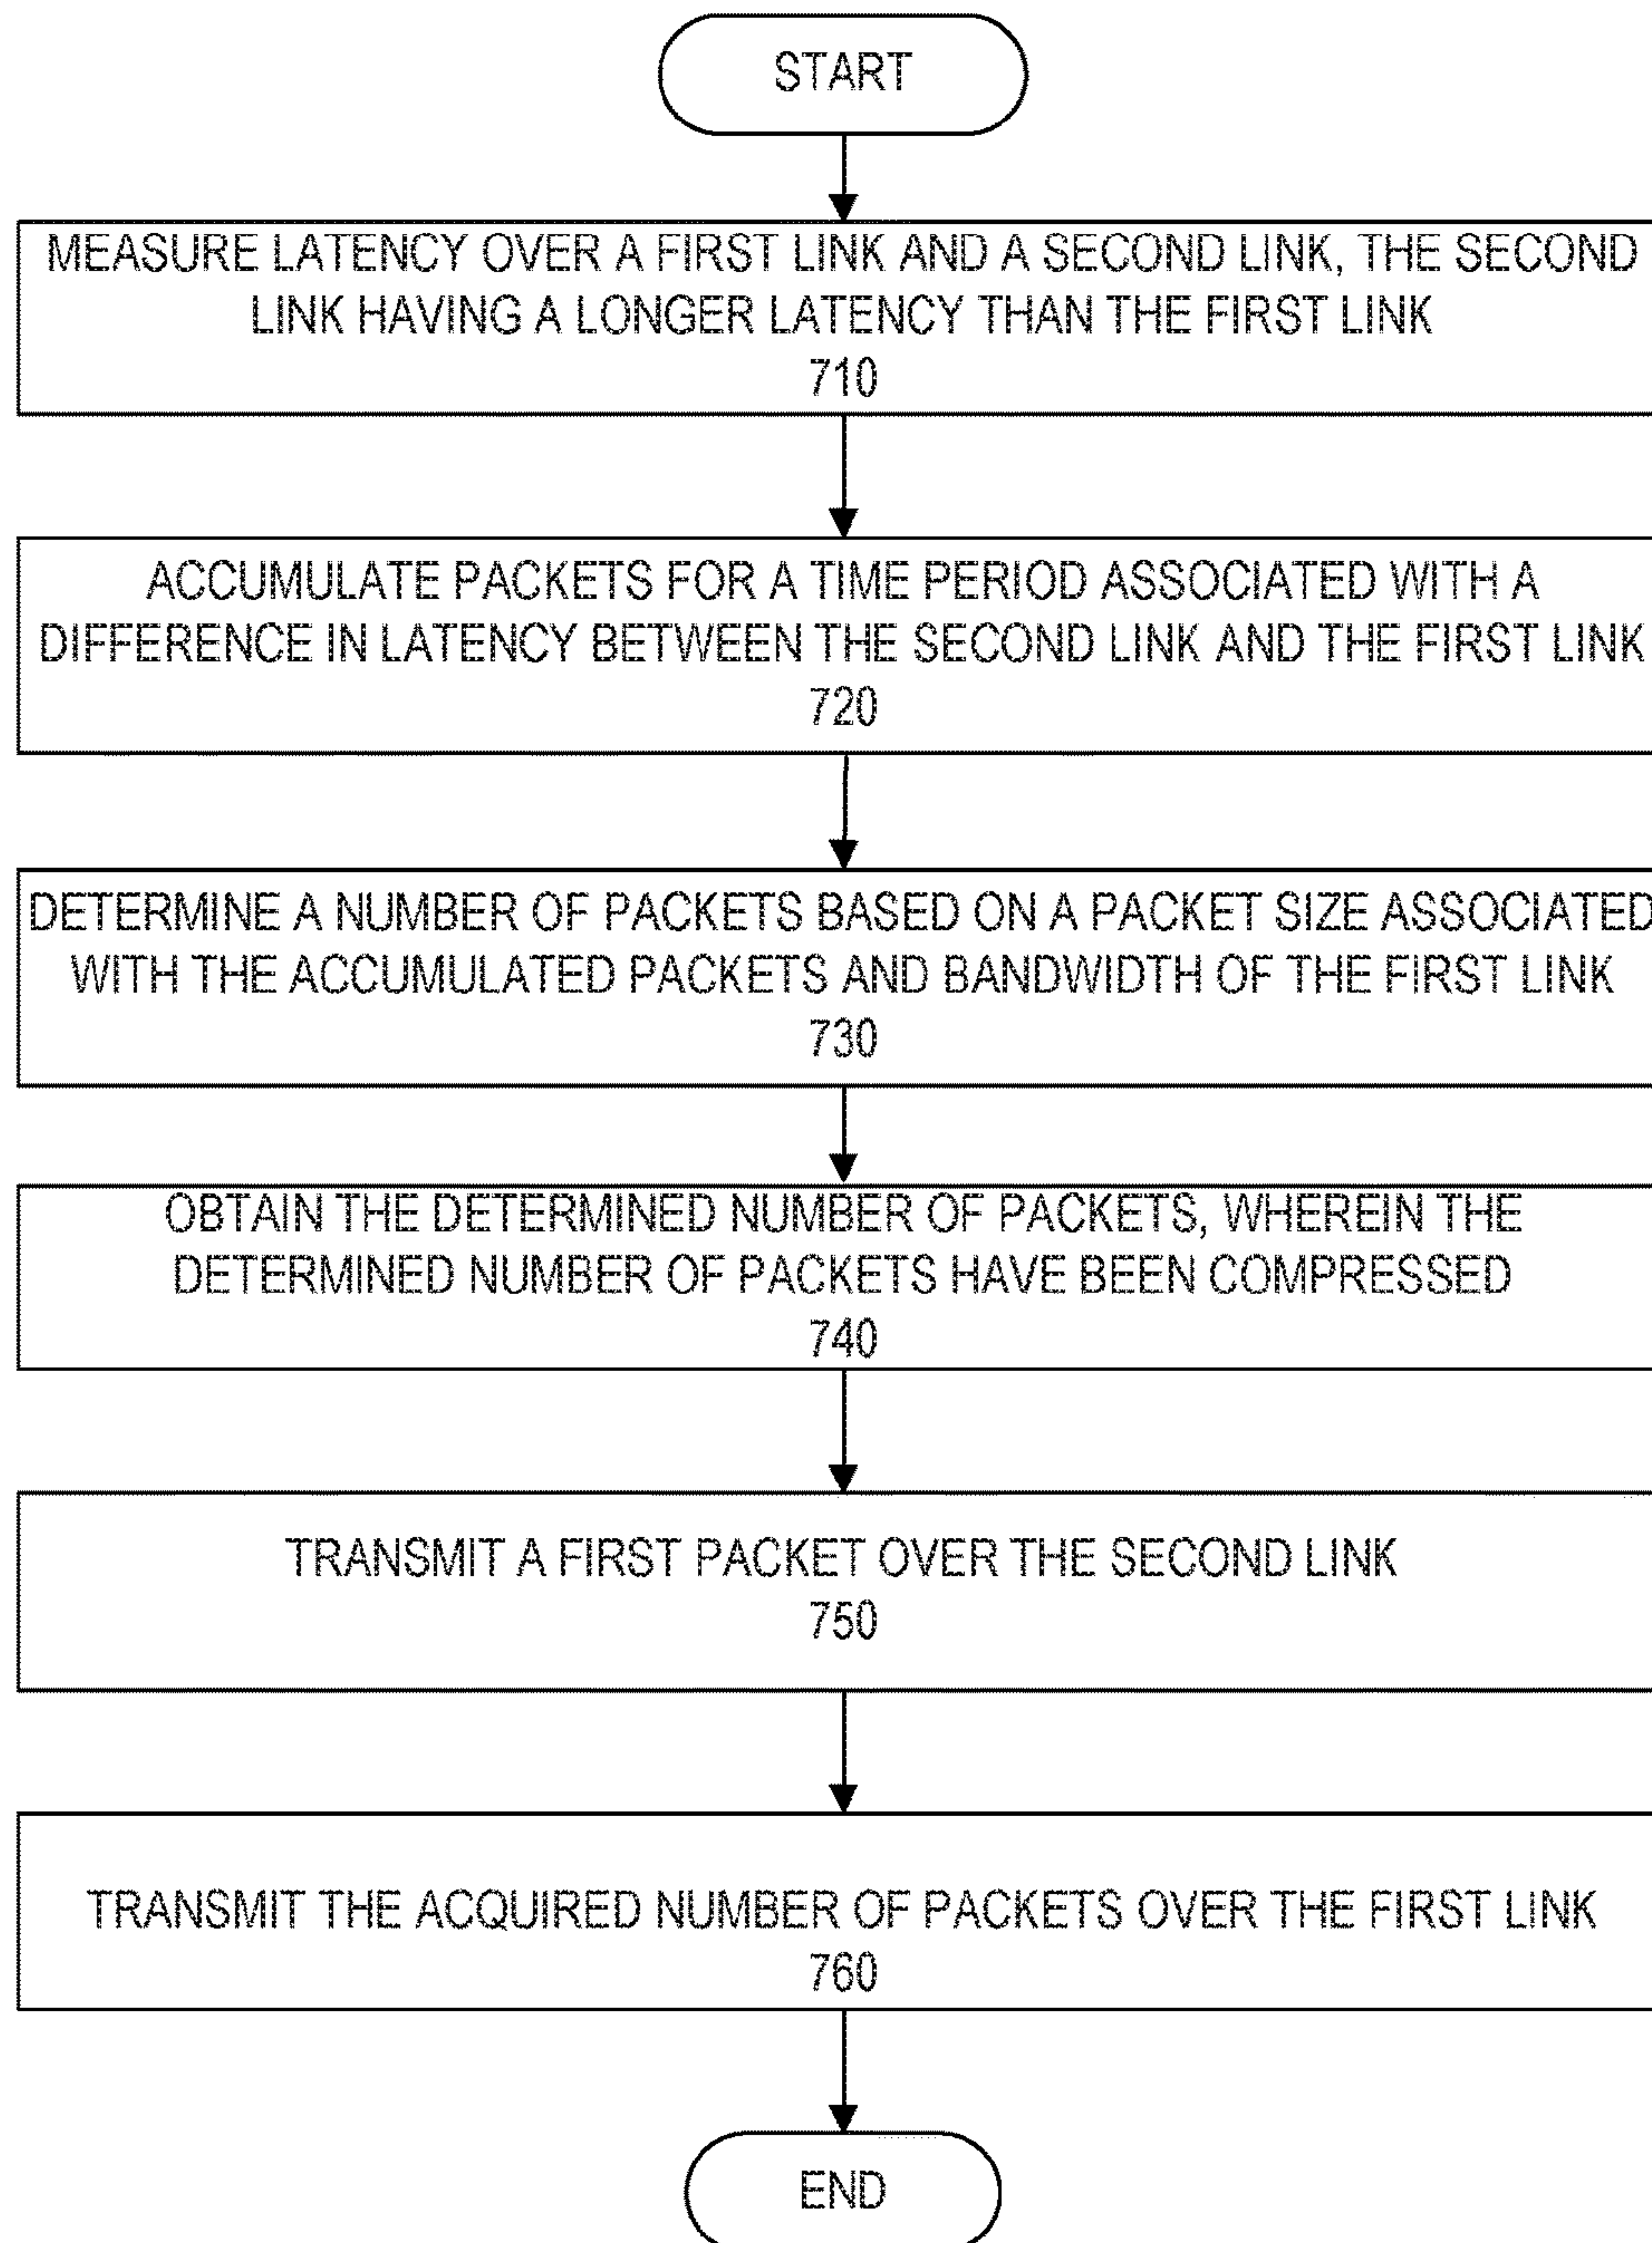 START
MEASURE LATENCY OVER A FIRST LINK AND A SECOND LINK, THE SECOND
LINK HAVING A LONGER LATENCY THAN THE FIRST LINK
710
ACCUMULATE PACKETS FOR A TIME PERIOD ASSOCIATED WITH A
DIFFERENCE IN LATENCY BETWEEN THE SECOND LINK AND THE FIRST LINK
720
DETERMINE A NUMBER OF PACKETS BASED ON A PACKET SIZE ASSOCIATED
WITH THE ACCUMULATED PACKETS AND BANDWIDTH OF THE FIRST LINK
730
OBTAIN THE DETERMINED NUMBER OF PACKETS, WHEREIN THE
DETERMINED NUMBER OF PACKETS HAVE BEEN COMPRESSED
740
TRANSMIT A FIRST PACKET OVER THE SECOND LINK
750
TRANSMIT THE ACQUIRED NUMBER OF PACKETS OVER THE FIRST LINK
760
END